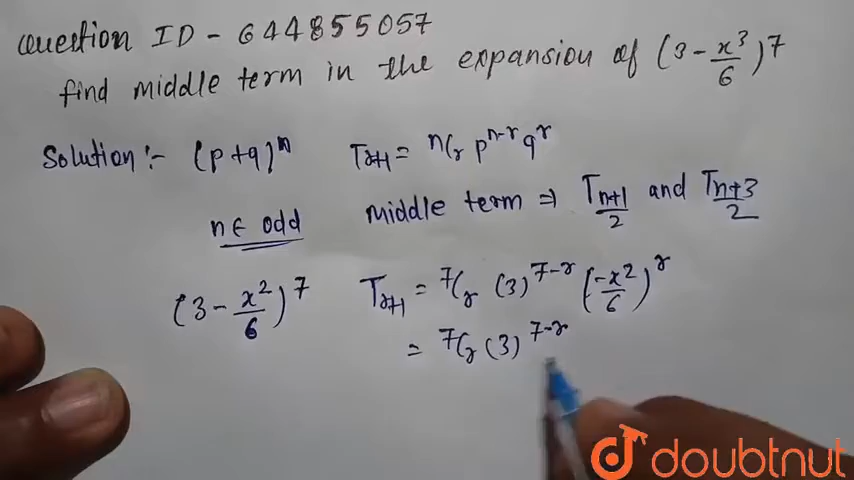 Question ID - 644855057
find middle term in the expansion of (3 - x³/6)⁷
Solution :- (p+q)ⁿ Tᵣ₊₁ = ⁿCᵣ pⁿ⁻ʳ qʳ
n ∈ odd middle term ⇒ T_(n+1)/2 and T_(n+3)/2
(3 - x²/6)⁷ Tᵣ₊₁ = ⁷Cᵣ (3)⁷⁻ʳ (-x²/6)ʳ
= ⁷Cᵣ (3)⁷⁻ʳ
doubtnut